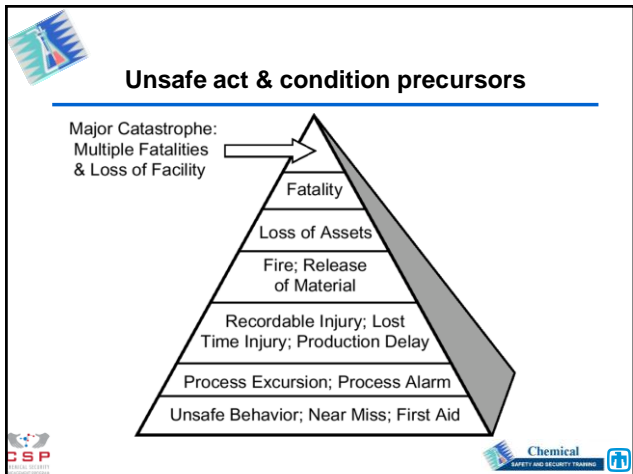 Unsafe act & condition precursors
Major Catastrophe:
Multiple Fatalities
& Loss of Facility
Fatality
Loss of Assets
Fire; Release
of Material
Recordable Injury; Lost
Time Injury; Production Delay
Process Excursion; Process Alarm
Unsafe Behavior; Near Miss; First Aid
CSP
CHEMICAL SECURITY
Chemical
SAFETY AND SECURITY TRAINING